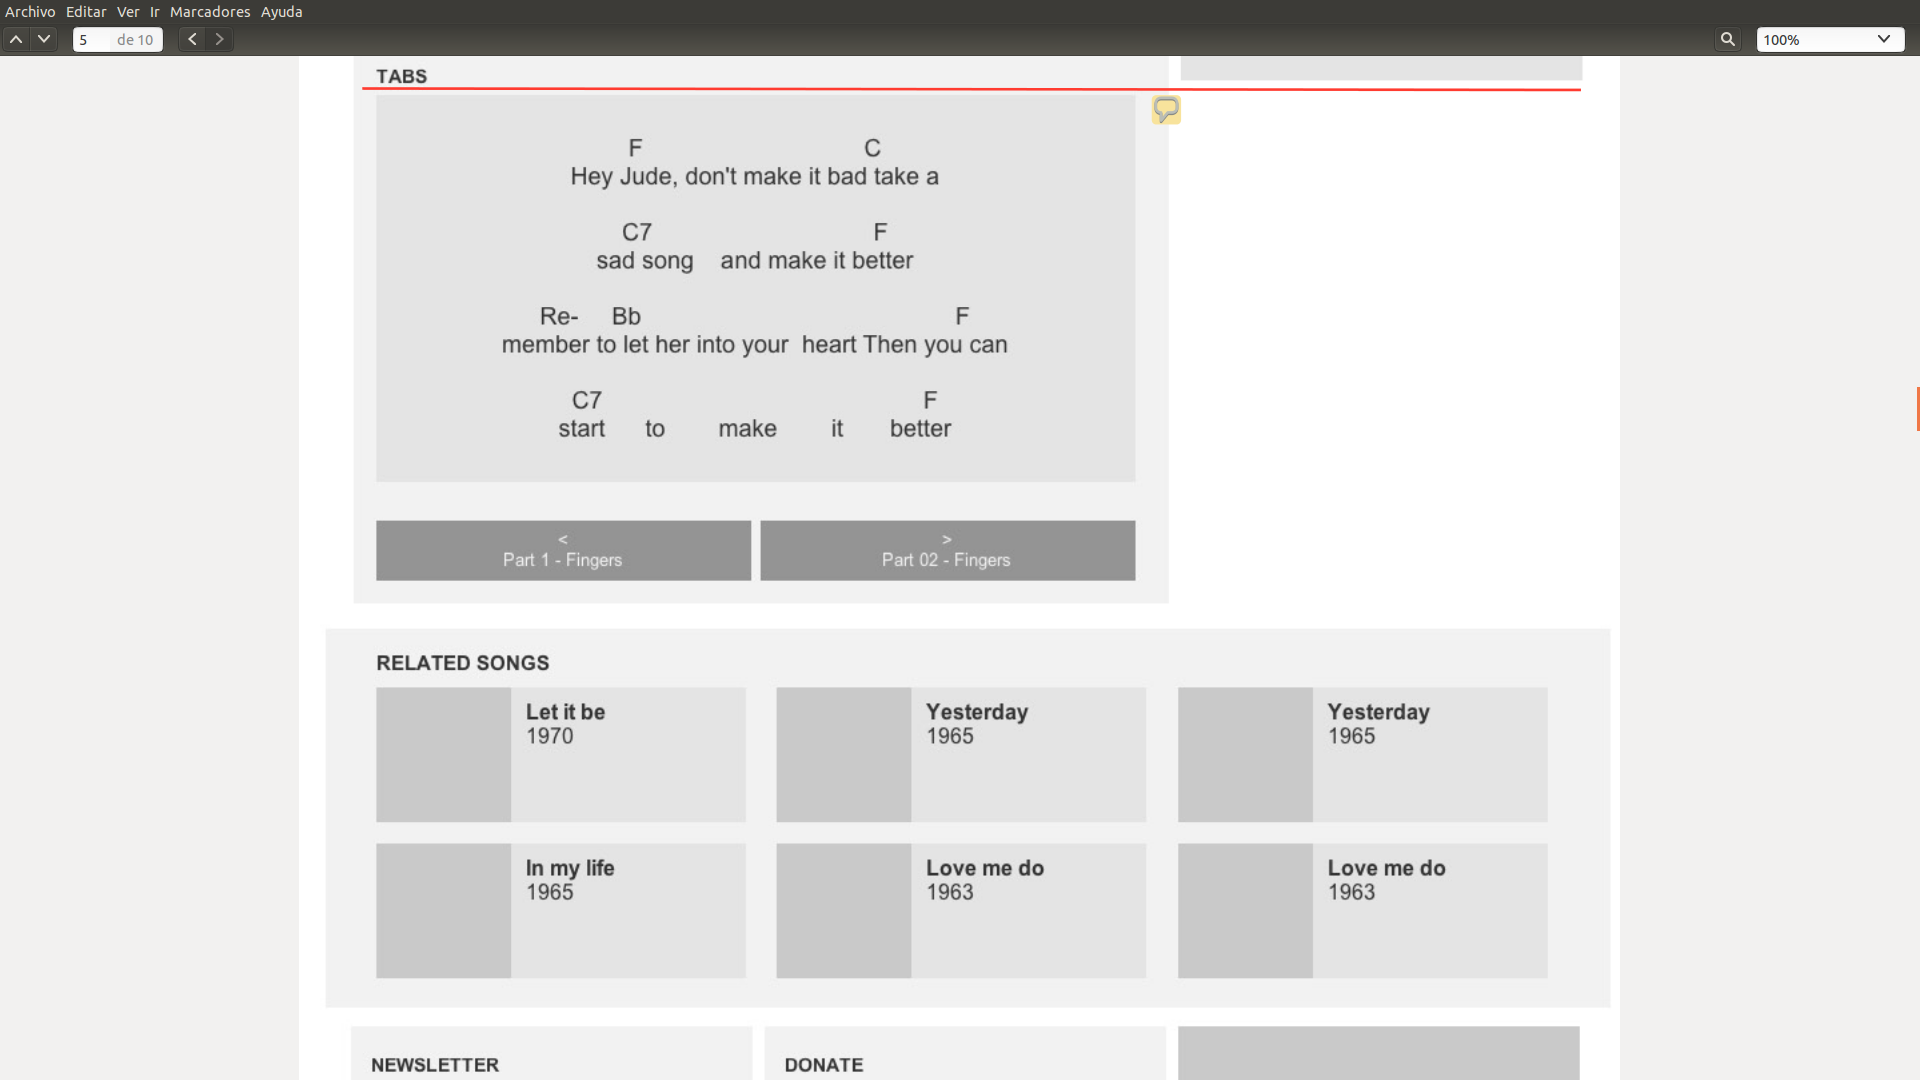 Archivo Editar Ver Ir Marcadores Ayuda
5 de 10 100%
TABS
F C
Hey Jude, don't make it bad take a
C7 F
sad song and make it better
Re- Bb F
member to let her into your heart Then you can
C7 F
start to make it better
< >
Part 1 - Fingers Part 02 - Fingers
RELATED SONGS
Let it be Yesterday Yesterday
1970 1965 1965
In my life Love me do Love me do
1965 1963 1963
NEWSLETTER DONATE